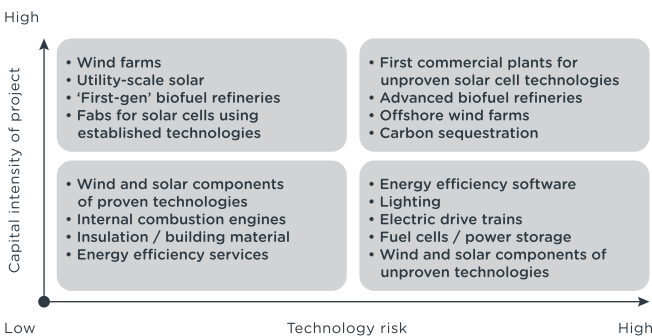 High
Capital intensity of project
• Wind farms
• Utility-scale solar
• ‘First-gen’ biofuel refineries
• Fabs for solar cells using
established technologies
• First commercial plants for
unproven solar cell technologies
• Advanced biofuel refineries
• Offshore wind farms
• Carbon sequestration
• Wind and solar components
of proven technologies
• Internal combustion engines
• Insulation / building material
• Energy efficiency services
• Energy efficiency software
• Lighting
• Electric drive trains
• Fuel cells / power storage
• Wind and solar components of
unproven technologies
Low
Technology risk
High